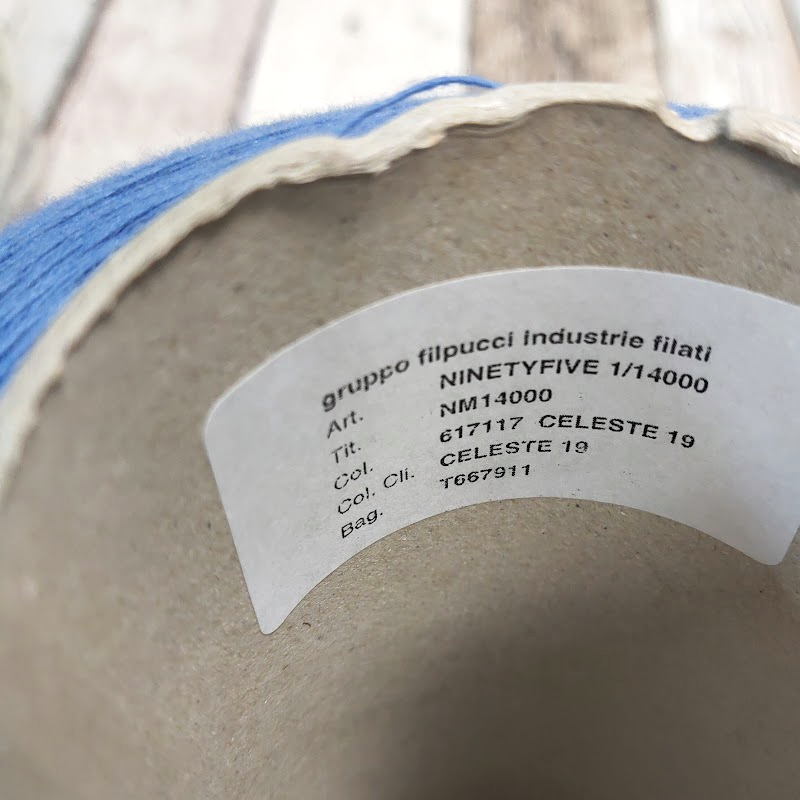 gruppo filpucci industrie filati
Art. NINETYFIVE 1/14000
Tit. NM14000
Col. 617117 CELESTE 19
Col. Cli. CELESTE 19
Bag. T667911